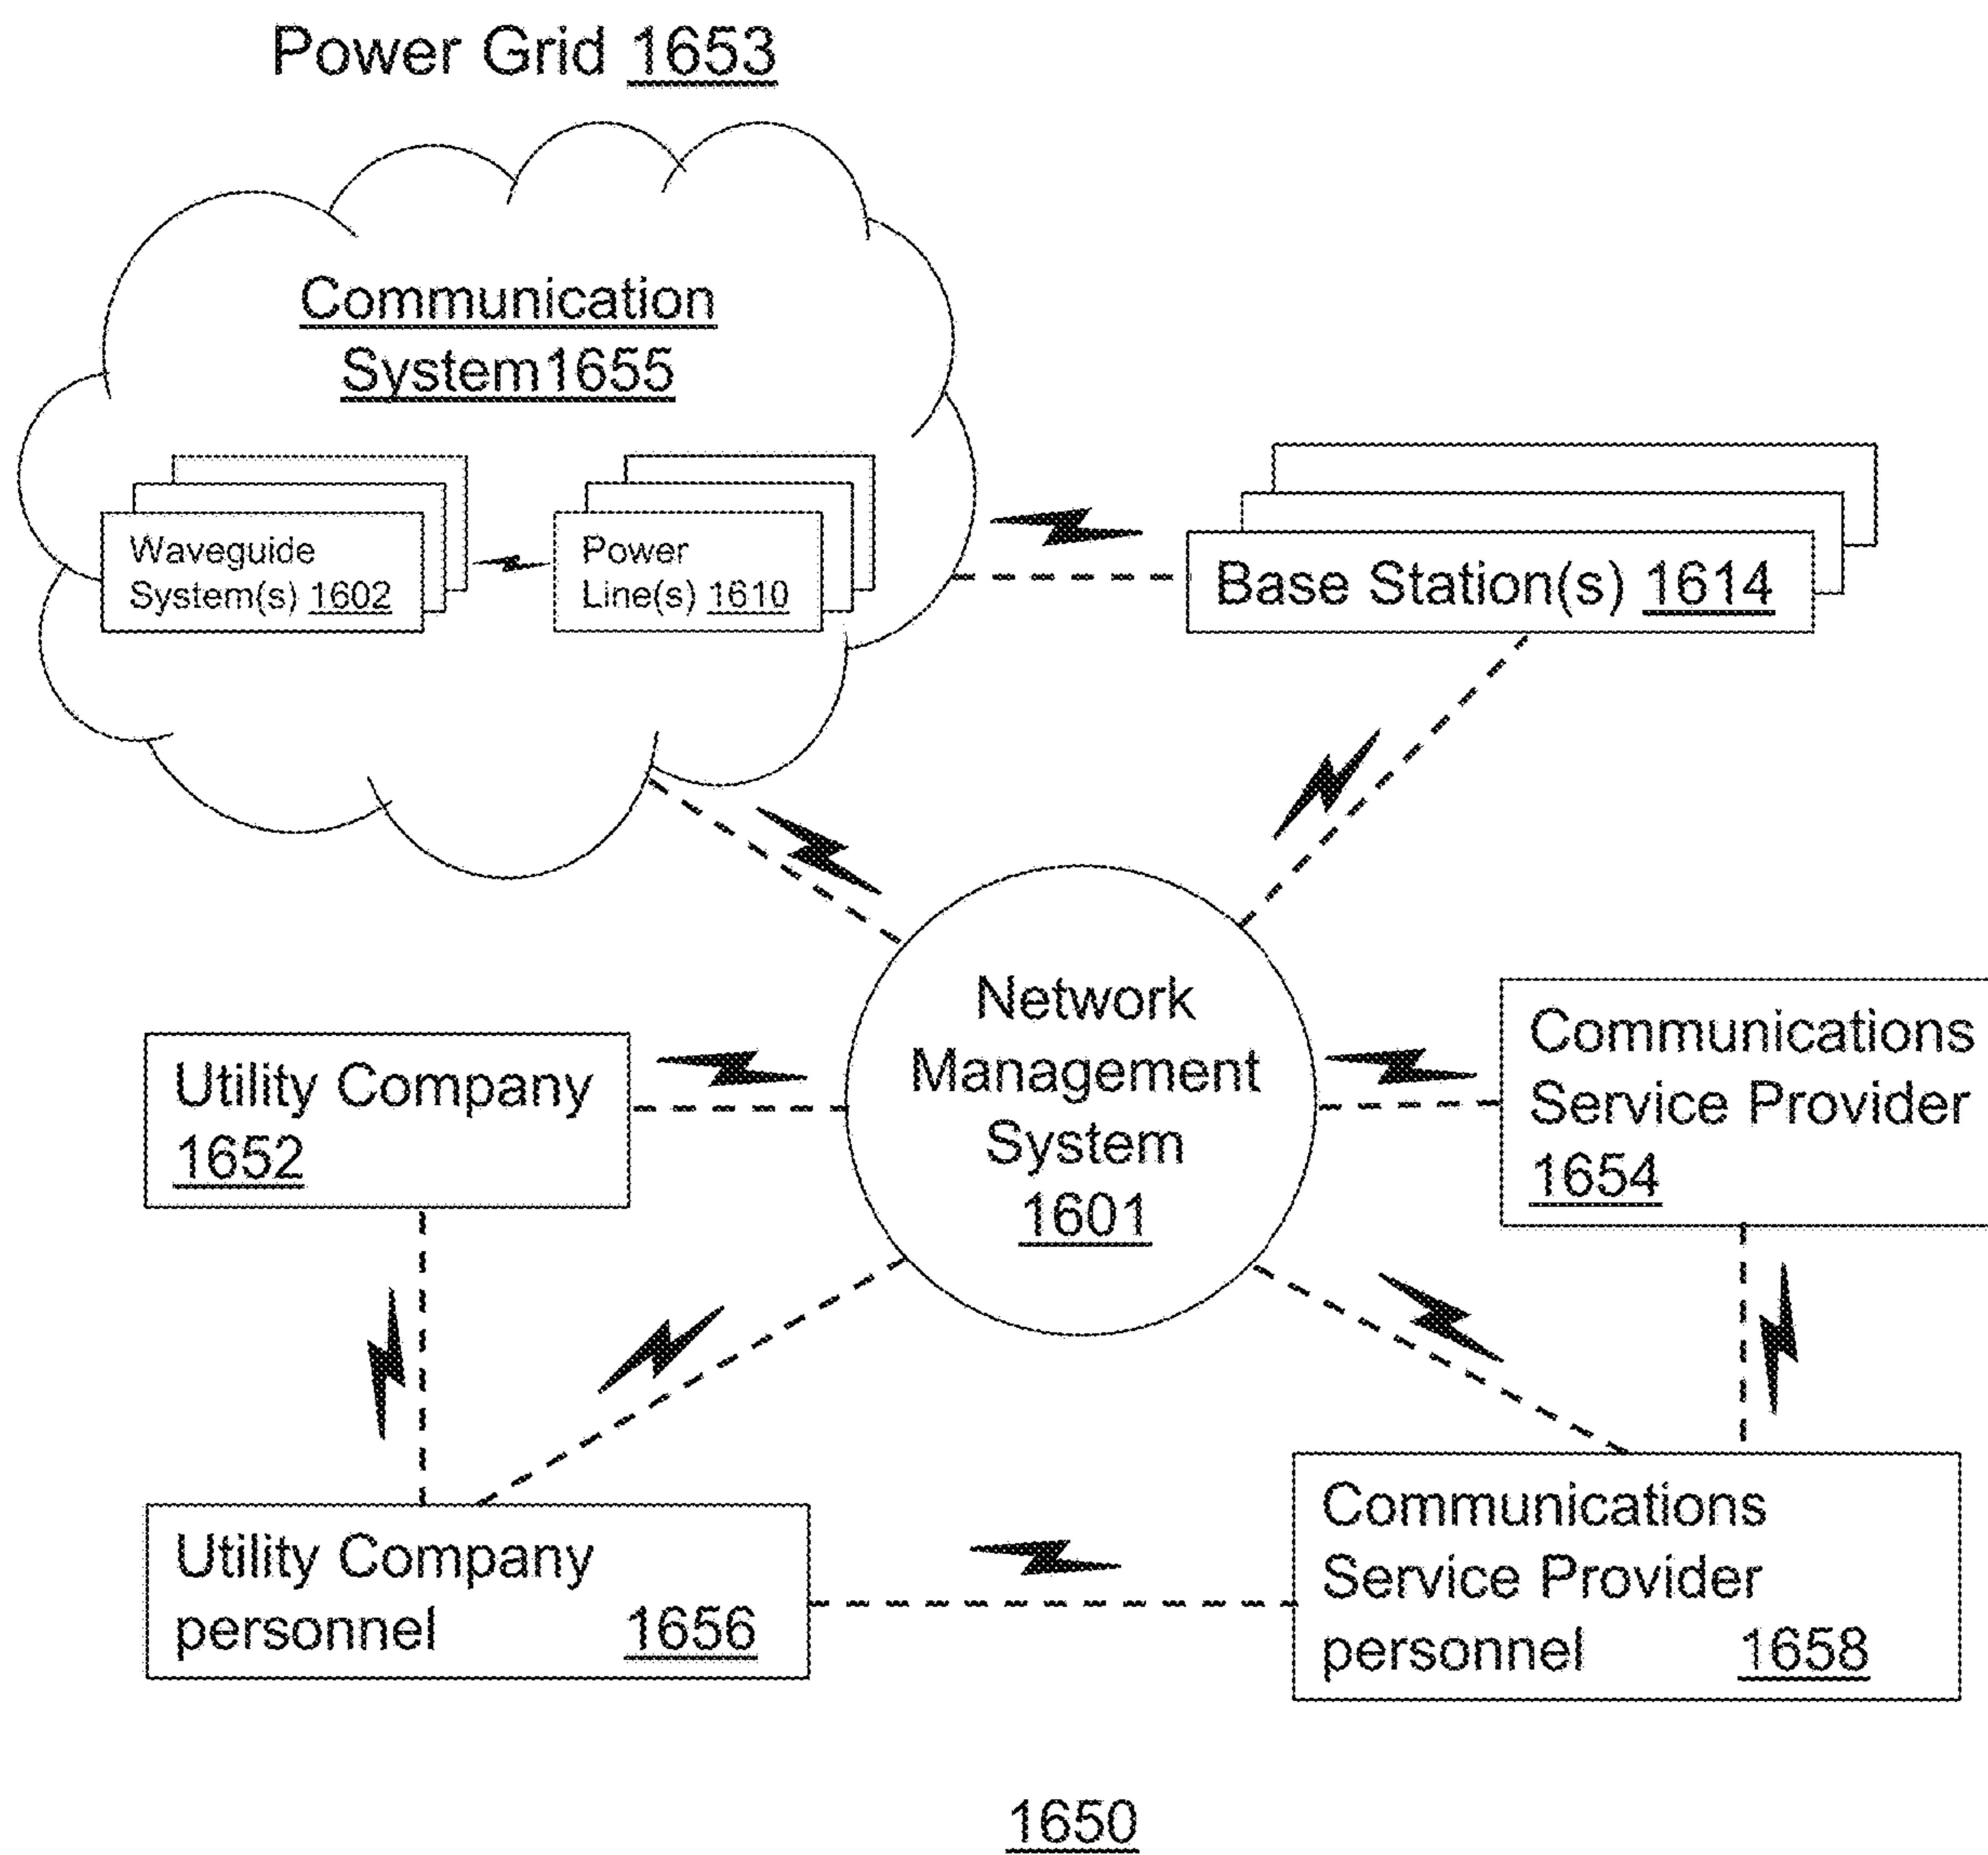 Power Grid 1653
Communication
System1655
Waveguide
System(s) 1602
Power
Line(s) 1610
Base Station(s) 1614
Network
Management
System
1601
Utility Company
1652
Communications
Service Provider
1654
Utility Company
personnel 1656
Communications
Service Provider
personnel 1658
1650